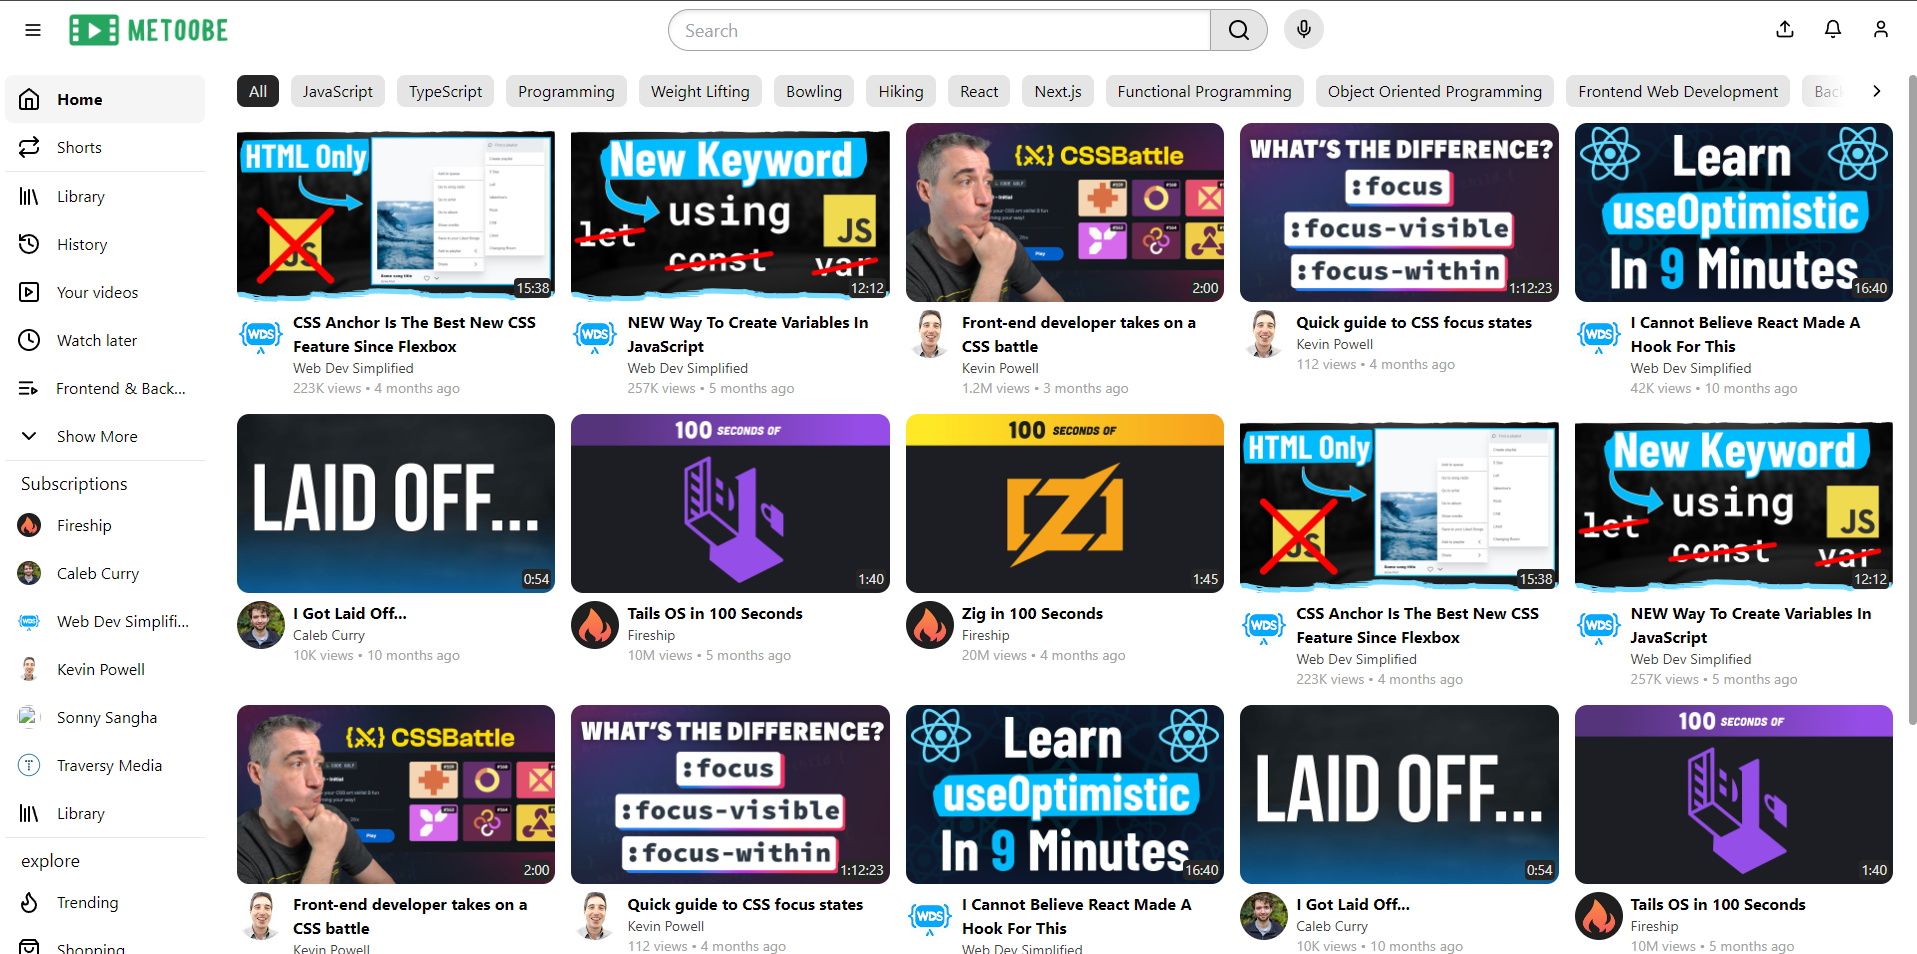 METOOBE
Search
Home
Shorts
Library
History
Your videos
Watch later
Frontend & Back...
Show More
Subscriptions
Fireship
Caleb Curry
Web Dev Simplifi...
Kevin Powell
Sonny Sangha
Traversy Media
Library
explore
Trending
Shopping
All JavaScript TypeScript Programming Weight Lifting Bowling Hiking React Next.js Functional Programming Object Oriented Programming Frontend Web Development Bac
HTML Only
JS
15:38
CSS Anchor Is The Best New CSS
Feature Since Flexbox
Web Dev Simplified
223K views • 4 months ago
New Keyword
using
let
const
var
JS
12:12
NEW Way To Create Variables In
JavaScript
Web Dev Simplified
257K views • 5 months ago
{X} CSSBattle
Play
2:00
Front-end developer takes on a
CSS battle
Kevin Powell
1.2M views • 3 months ago
WHAT'S THE DIFFERENCE?
:focus
:focus-visible
:focus-within
1:12:23
Quick guide to CSS focus states
Kevin Powell
112 views • 4 months ago
Learn
useOptimistic
In 9 Minutes
16:40
WDS
I Cannot Believe React Made A
Hook For This
Web Dev Simplified
42K views • 10 months ago
LAID OFF...
0:54
I Got Laid Off...
Caleb Curry
10K views • 10 months ago
100 SECONDS OF
1:40
Tails OS in 100 Seconds
Fireship
10M views • 5 months ago
100 SECONDS OF
1:45
Zig in 100 Seconds
Fireship
20M views • 4 months ago
HTML Only
JS
15:38
WDS
CSS Anchor Is The Best New CSS
Feature Since Flexbox
Web Dev Simplified
223K views • 4 months ago
New Keyword
using
let
const
var
JS
12:12
WDS
NEW Way To Create Variables In
JavaScript
Web Dev Simplified
257K views • 5 months ago
{X} CSSBattle
Play
2:00
Front-end developer takes on a
CSS battle
Kevin Powell
WHAT'S THE DIFFERENCE?
:focus
:focus-visible
:focus-within
1:12:23
Quick guide to CSS focus states
Kevin Powell
112 views • 4 months ago
Learn
useOptimistic
In 9 Minutes
16:40
WDS
I Cannot Believe React Made A
Hook For This
Web Dev Simplified
LAID OFF...
0:54
I Got Laid Off...
Caleb Curry
10K views • 10 months ago
100 SECONDS OF
1:40
Tails OS in 100 Seconds
Fireship
10M views • 5 months ago